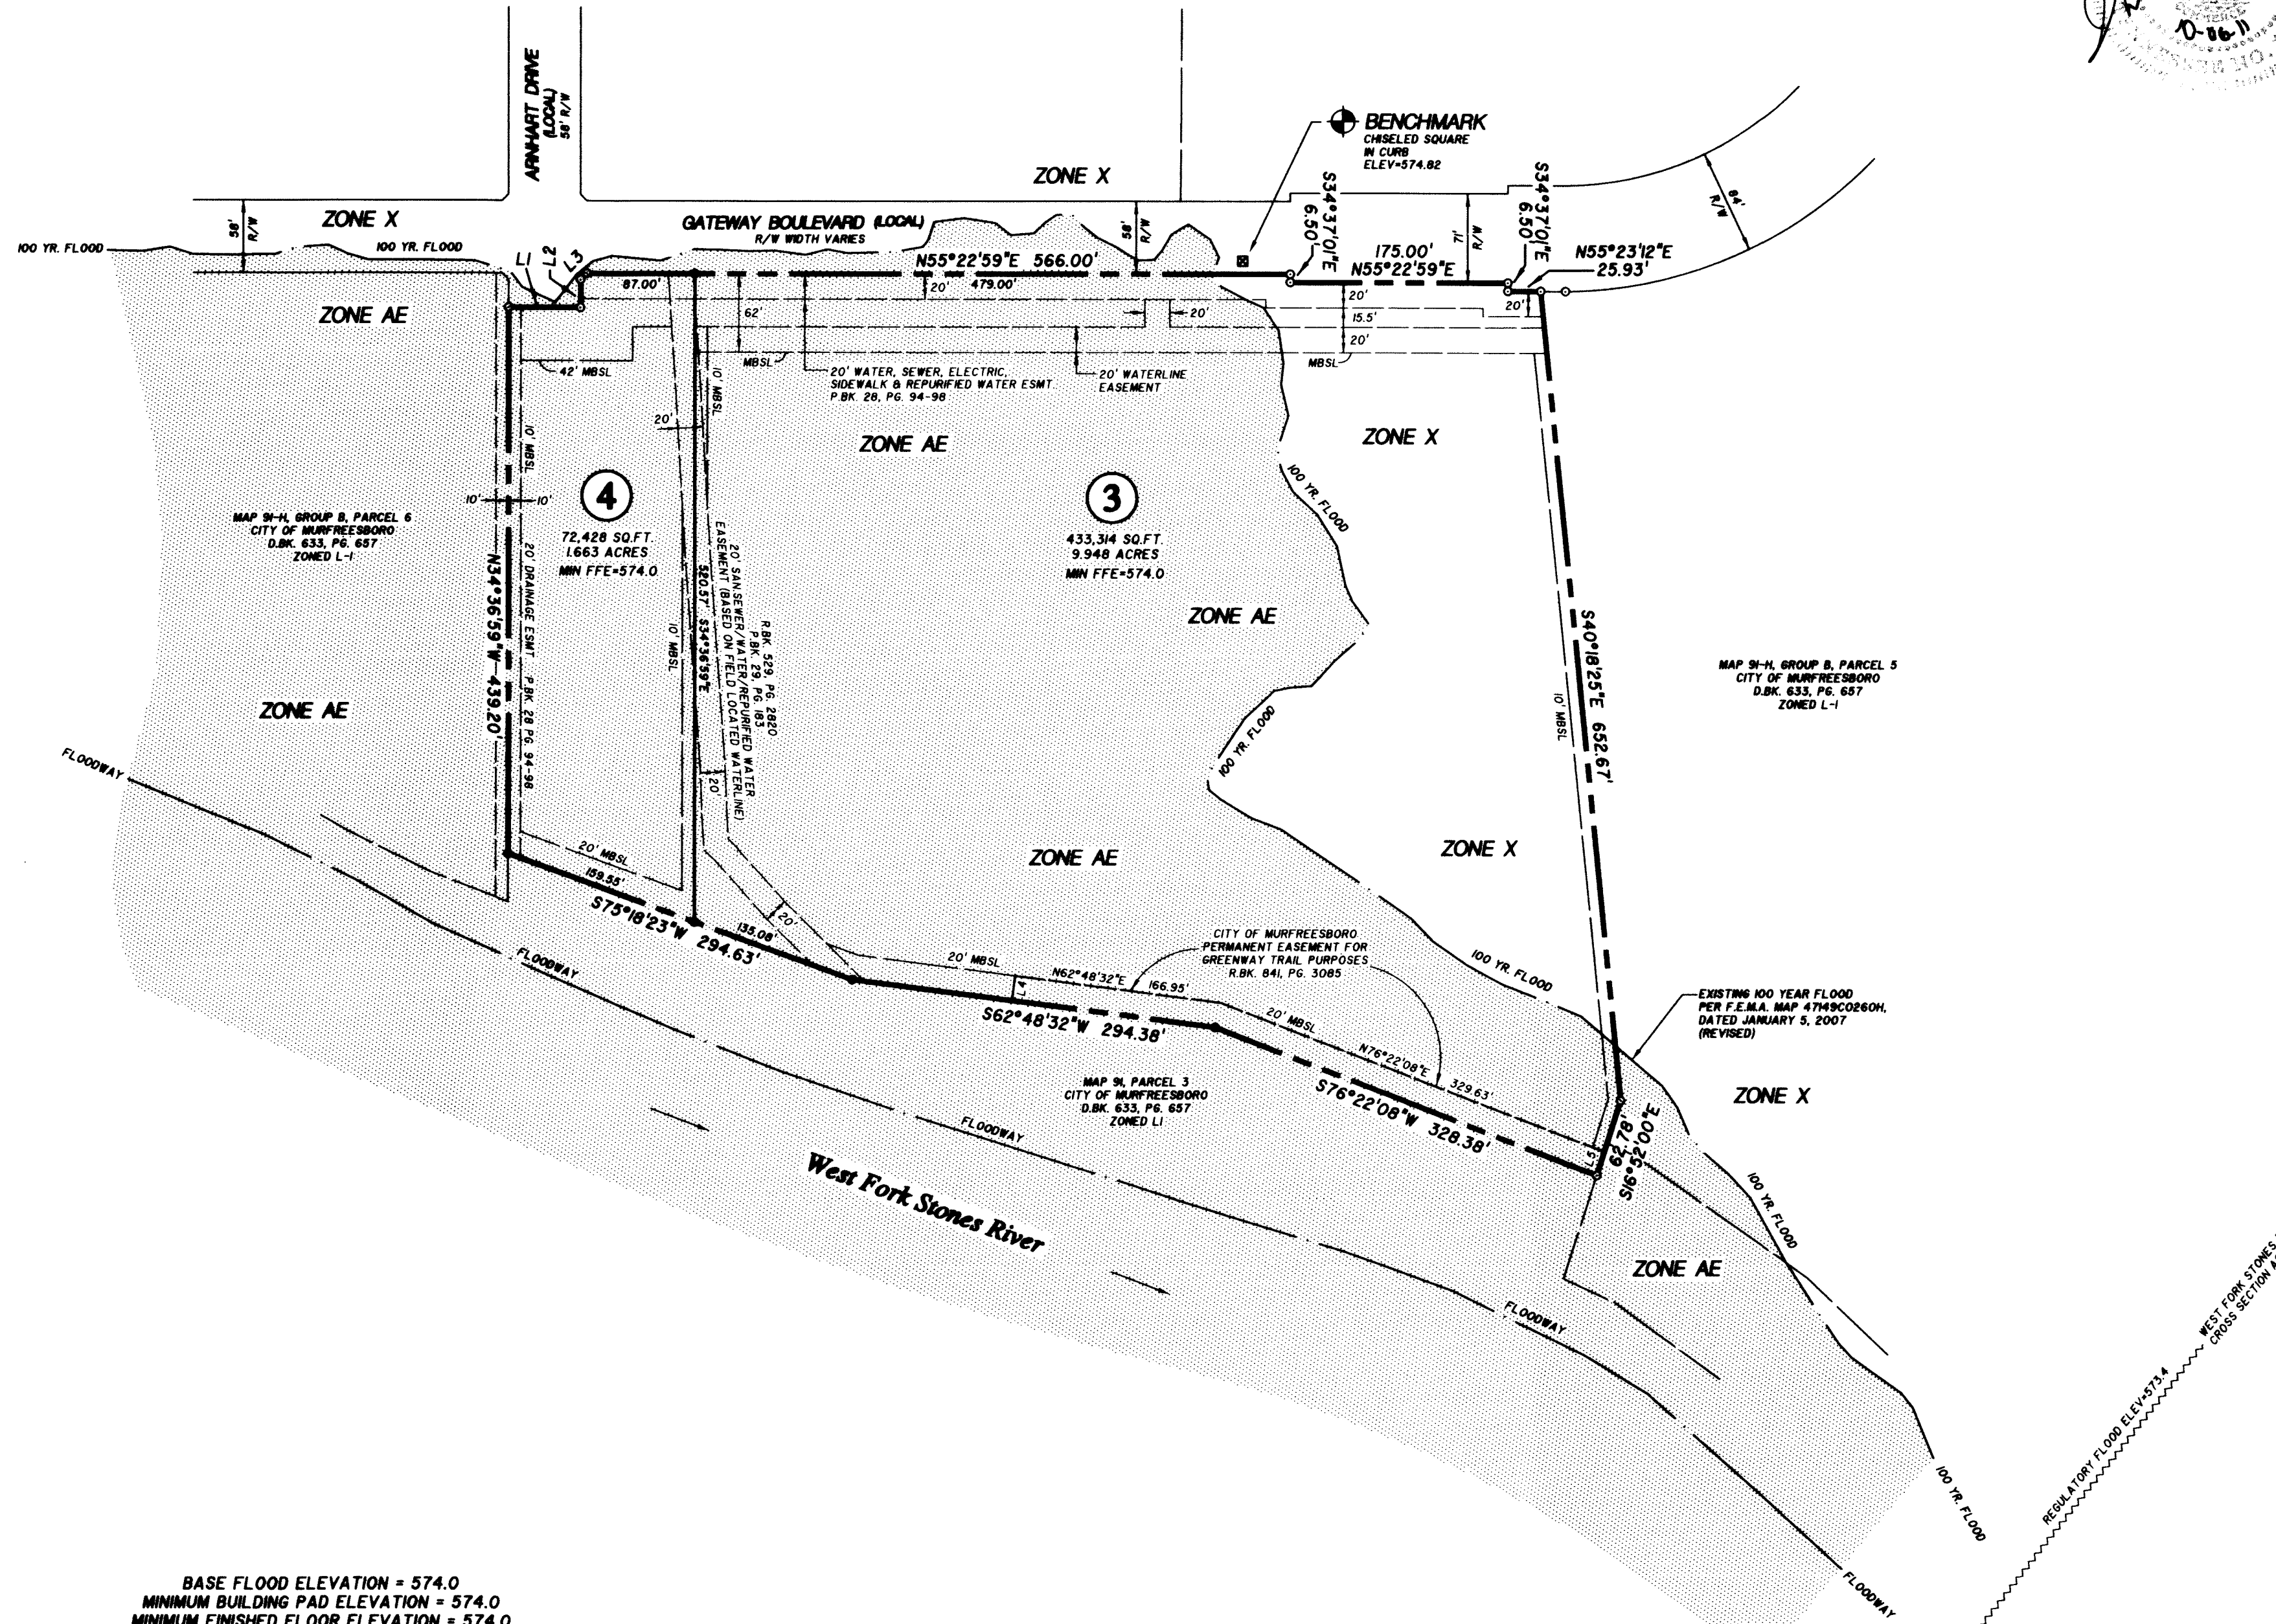 10-06-11
ARNHART DRIVE
(LOCAL)
58' R/W
BENCHMARK
CHISELED SQUARE
IN CURB
ELEV=574.82
ZONE X
84'
R/W
S34°37'01"E
6.50'
S34°37'01"E
6.50'
58'
R/W
ZONE X
GATEWAY BOULEVARD (LOCAL)
R/W WIDTH VARIES
58'
R/W
71'
R/W
100 YR. FLOOD
100 YR. FLOOD
L1
L2
L3
N55°22'59"E 566.00'
175.00'
N55°22'59"E
N55°23'12"E
25.93'
87.00'
20'
479.00'
20'
20'
62'
20'
15.5'
20'
ZONE AE
42' MBSL
MBSL
MBSL
20' WATER, SEWER, ELECTRIC,
SIDEWALK & REPURIFIED WATER ESMT.
P.BK. 28, PG. 94-98
20' WATERLINE
EASEMENT
10' MBSL
20'
10' MBSL
ZONE AE
ZONE X
100 YR. FLOOD
10'
10'
4
72,428 SQ.FT.
1.663 ACRES
MIN FFE=574.0
3
433,314 SQ.FT.
9.948 ACRES
MIN FFE=574.0
MAP 91-H, GROUP B, PARCEL 6
CITY OF MURFREESBORO
D.BK. 633, PG. 657
ZONED L-1
N34°36'59"W 439.20'
20' DRAINAGE ESMT P.BK 28 PG. 94-98
10' MBSL
520.57' S34°36'59"E
20' SAN.SEWER/WATER/REPURIFIED WATER
EASEMENT (BASED ON FIELD LOCATED WATERLINE)
R.BK. 529, PG. 2820
P.BK. 29, PG 183
20'
ZONE AE
S40°18'25"E 652.67'
10' MBSL
MAP 91-H, GROUP B, PARCEL 5
CITY OF MURFREESBORO
D.BK. 633, PG. 657
ZONED L-1
ZONE AE
100 YR. FLOOD
FLOODWAY
ZONE AE
ZONE X
20' MBSL
159.55'
S75°18'23"W 294.63'
135.08'
20'
FLOODWAY
20' MBSL
CITY OF MURFREESBORO
PERMANENT EASEMENT FOR
GREENWAY TRAIL PURPOSES
R.BK. 841, PG. 3085
100 YR. FLOOD
L4
N62°48'32"E 166.95'
S62°48'32"W 294.38'
20' MBSL
N76°22'08"E 329.63'
S76°22'08"W 328.38'
EXISTING 100 YEAR FLOOD
PER F.E.M.A. MAP 47149C0260H,
DATED JANUARY 5, 2007
(REVISED)
ZONE X
MAP 91, PARCEL 3
CITY OF MURFREESBORO
D.BK. 633, PG. 657
ZONED L1
L5
62.78'
S16°52'00"E
FLOODWAY
West Fork Stones River
100 YR. FLOOD
ZONE AE
FLOODWAY
WEST FORK STONES
CROSS SECTION
REGULATORY FLOOD ELEV=573.4
100 YR. FLOOD
FLOODWAY
BASE FLOOD ELEVATION = 574.0
MINIMUM BUILDING PAD ELEVATION = 574.0
MINIMUM FINISHED FLOOR ELEVATION = 574.0